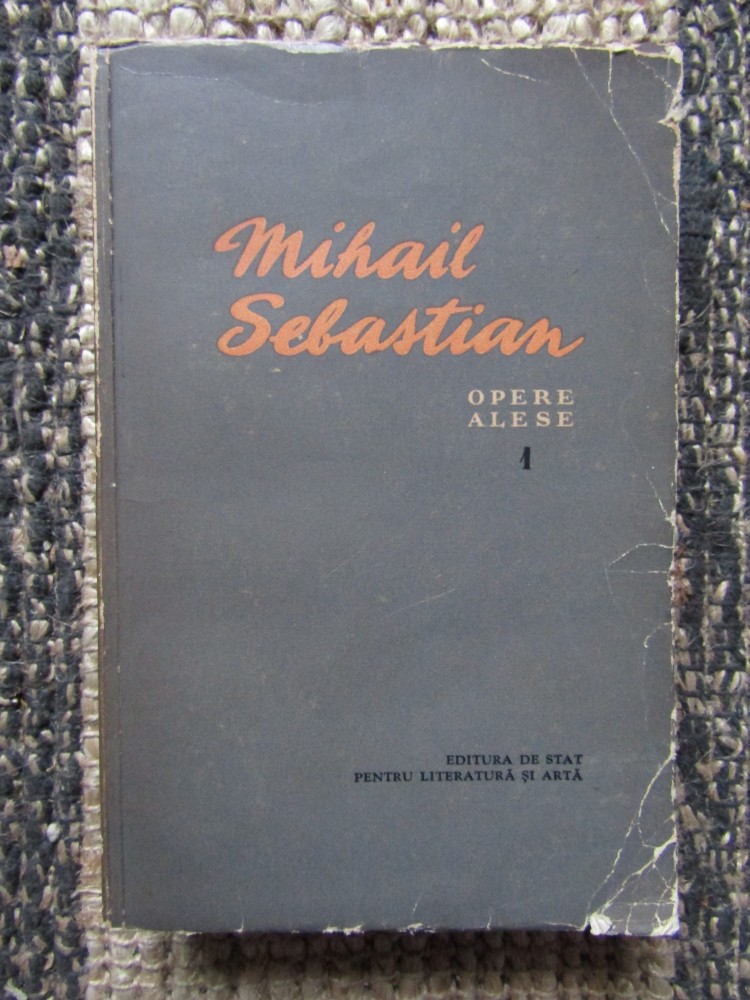 Mihail
Sebastian
OPERE
ALESE
1
EDITURA DE STAT
PENTRU LITERATURĂ ȘI ARTĂ